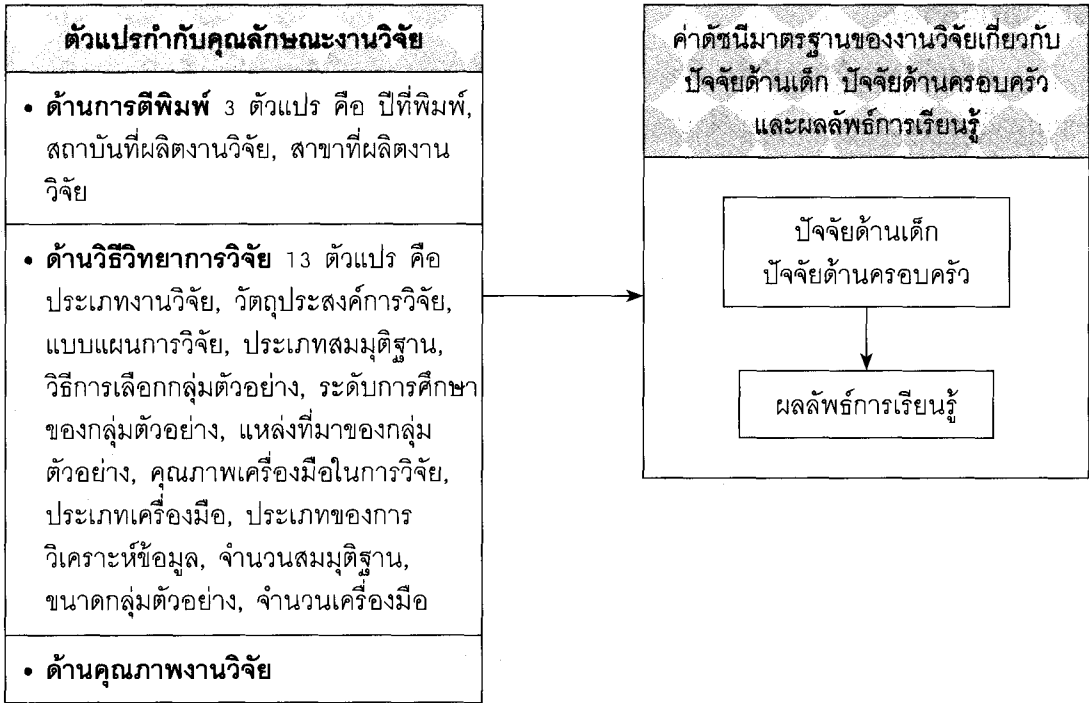 ตัวแปรกำกับคุณลักษณะงานวิจัย
• ด้านการตีพิมพ์ 3 ตัวแปร คือ ปีที่พิมพ์,
สถาบันที่ผลิตงานวิจัย, สาขาที่ผลิตงาน
วิจัย
• ด้านวิธีวิทยาการวิจัย 13 ตัวแปร คือ
ประเภทงานวิจัย, วัตถุประสงค์การวิจัย,
แบบแผนการวิจัย, ประเภทสมมุติฐาน,
วิธีการเลือกกลุ่มตัวอย่าง, ระดับการศึกษา
ของกลุ่มตัวอย่าง, แหล่งที่มาของกลุ่ม
ตัวอย่าง, คุณภาพเครื่องมือในการวิจัย,
ประเภทเครื่องมือ, ประเภทของการ
วิเคราะห์ข้อมูล, จำนวนสมมุติฐาน,
ขนาดกลุ่มตัวอย่าง, จำนวนเครื่องมือ
• ด้านคุณภาพงานวิจัย
ค่าดัชนีมาตรฐานของงานวิจัยเกี่ยวกับ
ปัจจัยด้านเด็ก ปัจจัยด้านครอบครัว
และผลลัพธ์การเรียนรู้
ปัจจัยด้านเด็ก
ปัจจัยด้านครอบครัว
ผลลัพธ์การเรียนรู้